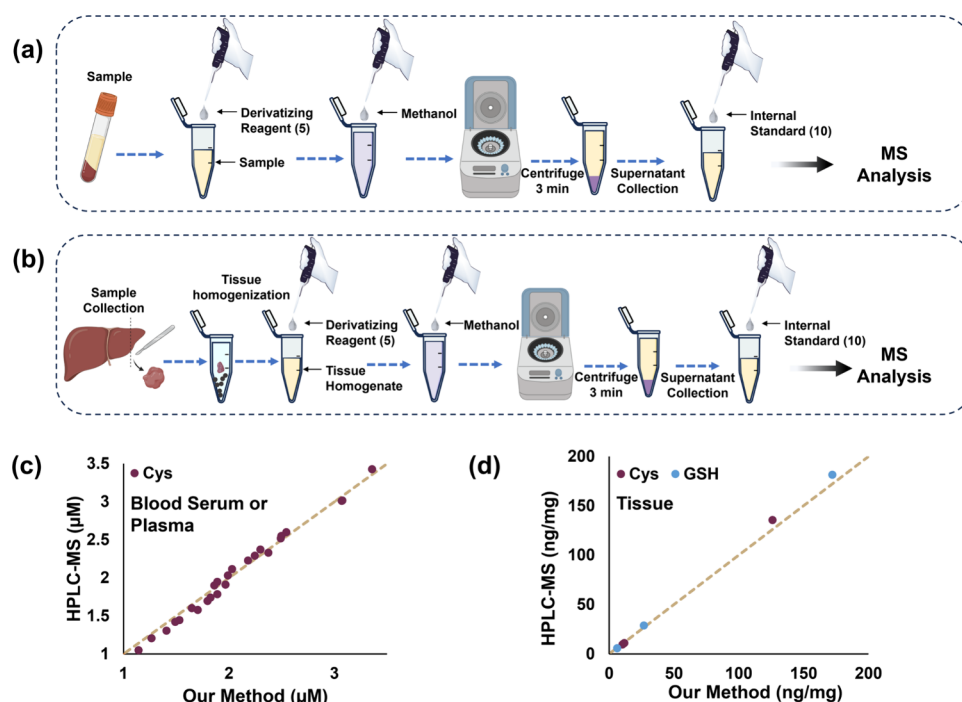 (a)
Sample
Derivatizing
Reagent (5)
Sample
Methanol
Centrifuge
3 min
Supernatant
Collection
Internal
Standard (10)
MS
Analysis
(b)
Sample
Collection
Tissue
homogenization
Derivatizing
Reagent (5)
Tissue
Homogenate
Methanol
Centrifuge
3 min
Supernatant
Collection
Internal
Standard (10)
MS
Analysis
(c)
HPLC-MS (µM)
3.5
3
2.5
2
1.5
1
Cys
Blood Serum or
Plasma
1
2
3
Our Method (µM)
(d)
HPLC-MS (ng/mg)
200
150
100
50
0
Cys
GSH
Tissue
0
50
100
150
200
Our Method (ng/mg)